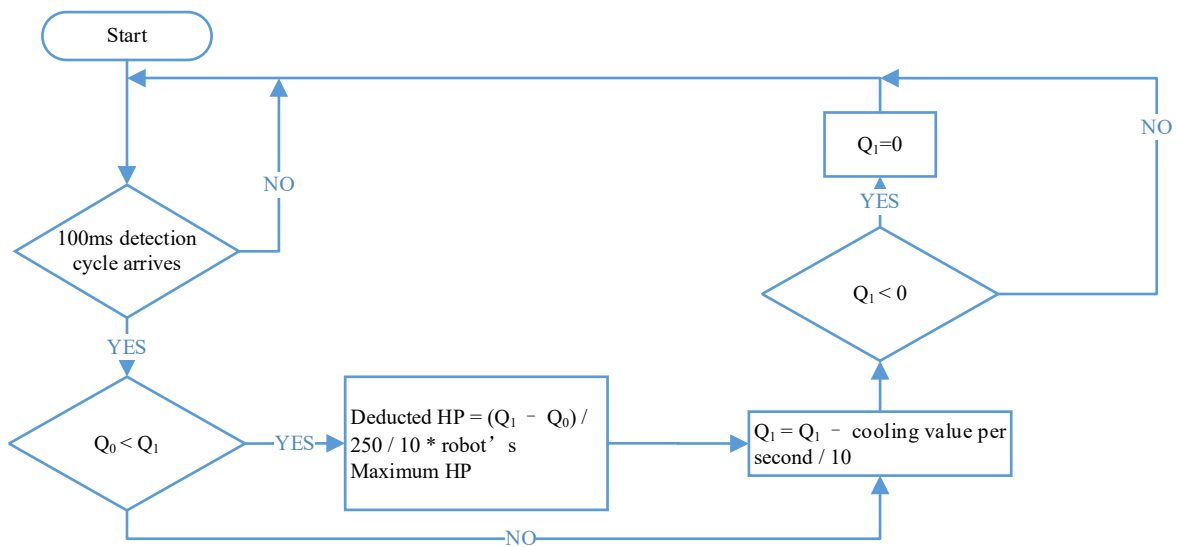 Start
NO
NO
Q₁=0
YES
100ms detection
cycle arrives
Q₁ < 0
YES
Q₀ < Q₁
YES
Deducted HP = (Q₁ - Q₀) /
250 / 10 * robot's
Maximum HP
Q₁ = Q₁ - cooling value per
second / 10
NO